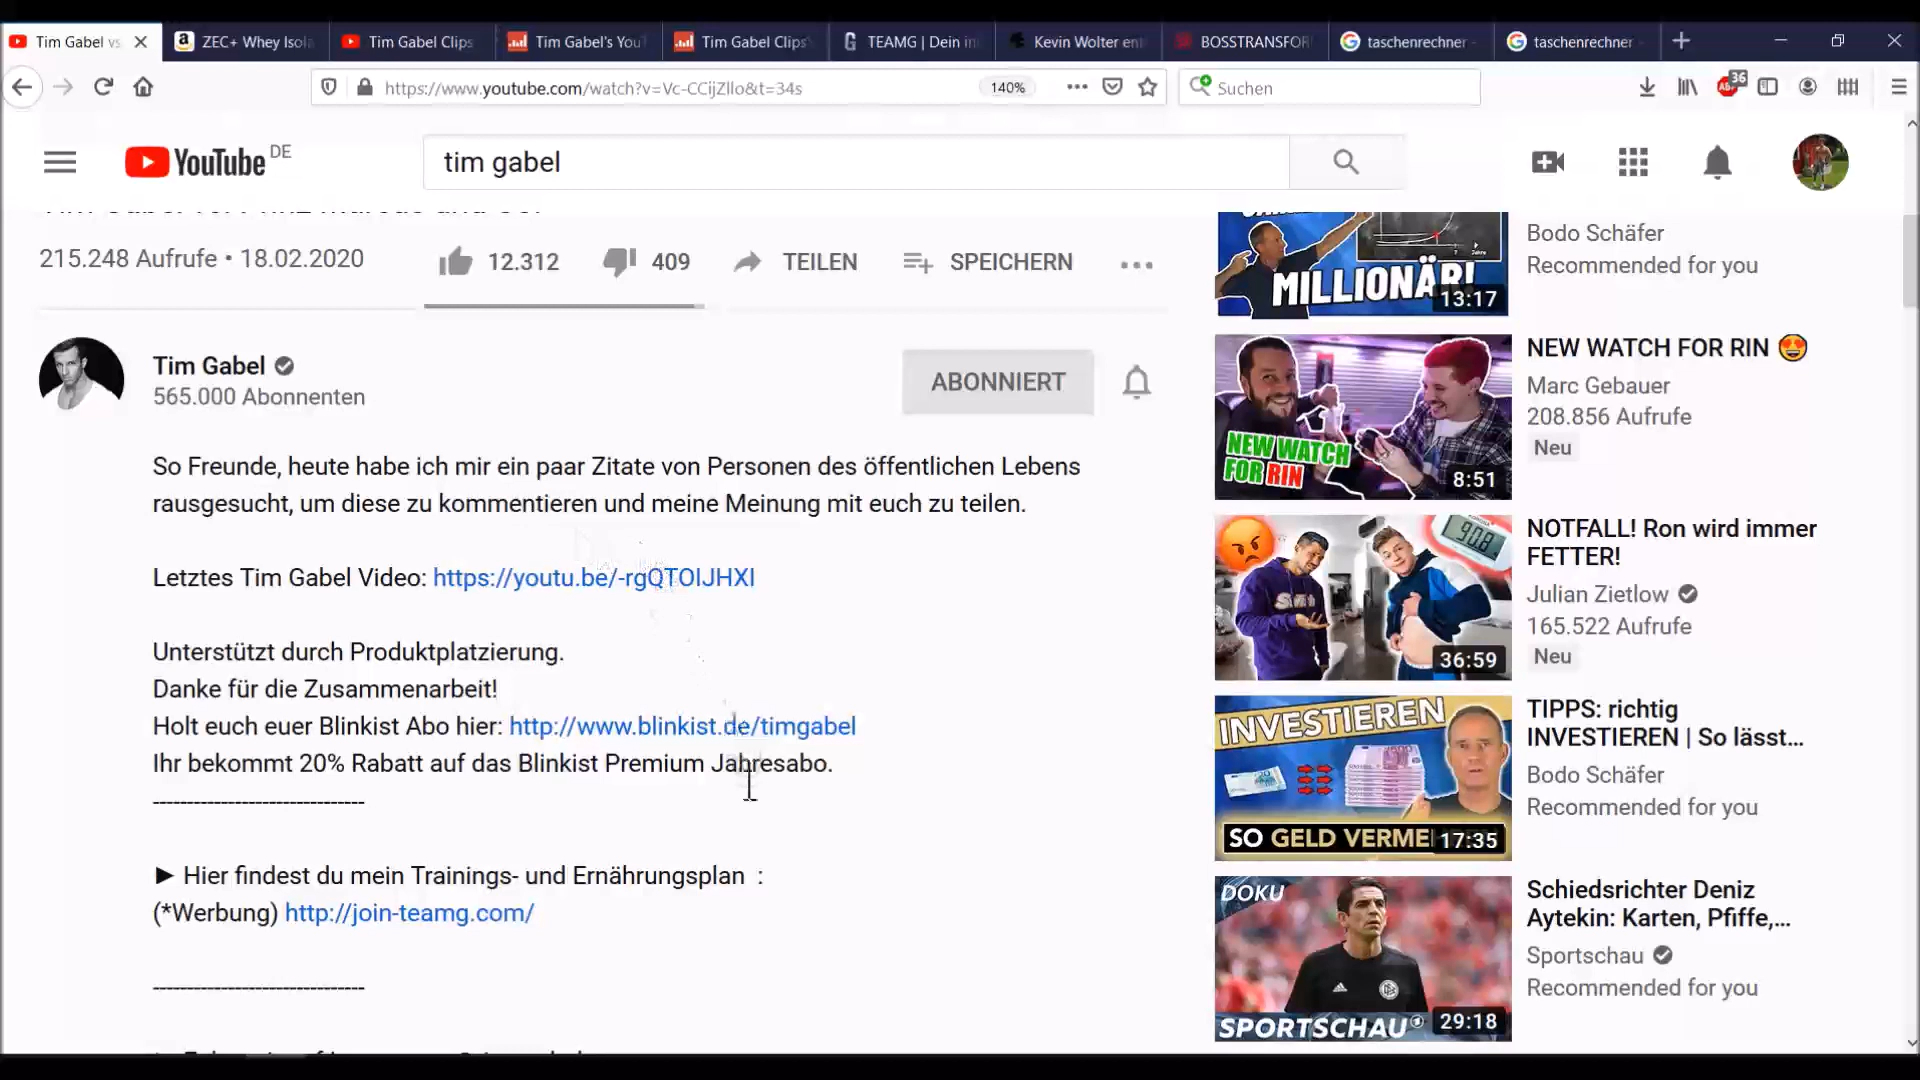 Tim Gabel vs
ZEC+ Whey Isola
Tim Gabel Clips
Tim Gabel's You
Tim Gabel Clips'
TEAMG | Dein in
Kevin Wolter ent
BOSSTRANSFOR
taschenrechner -
taschenrechner -
https://www.youtube.com/watch?v=Vc-CCijZllo&t=34s
140%
Suchen
36
ABP
YouTube DE
tim gabel
215.248 Aufrufe • 18.02.2020
12.312
409
TEILEN
SPEICHERN
Tim Gabel
565.000 Abonnenten
ABONNIERT
So Freunde, heute habe ich mir ein paar Zitate von Personen des öffentlichen Lebens
rausgesucht, um diese zu kommentieren und meine Meinung mit euch zu teilen.
Letztes Tim Gabel Video: https://youtu.be/-rgQTOIJHXI
Unterstützt durch Produktplatzierung.
Danke für die Zusammenarbeit!
Holt euch euer Blinkist Abo hier: http://www.blinkist.de/timgabel
Ihr bekommt 20% Rabatt auf das Blinkist Premium Jahresabo.
------------------------------
► Hier findest du mein Trainings- und Ernährungsplan :
(*Werbung) http://join-teamg.com/
------------------------------
MILLIONÄR!
13:17
Bodo Schäfer
Recommended for you
NEW WATCH
FOR RIN
8:51
NEW WATCH FOR RIN 😍
Marc Gebauer
208.856 Aufrufe
Neu
90.8
36:59
NOTFALL! Ron wird immer
FETTER!
Julian Zietlow
165.522 Aufrufe
Neu
INVESTIEREN
SO GELD VERME
17:35
TIPPS: richtig
INVESTIEREN | So lässt...
Bodo Schäfer
Recommended for you
DOKU
SPORTSCHAU
29:18
Schiedsrichter Deniz
Aytekin: Karten, Pfiffe,...
Sportschau
Recommended for you